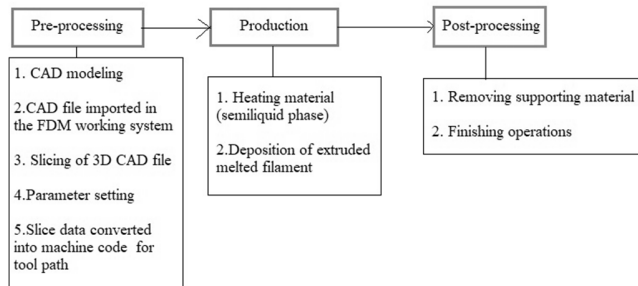 Pre-processing
Production
Post-processing
1. CAD modeling
2.CAD file imported in
the FDM working system
3. Slicing of 3D CAD file
4.Parameter setting
5.Slice data converted
into machine code for
tool path
1. Heating material
(semiliquid phase)
2.Deposition of extruded
melted filament
1. Removing supporting material
2. Finishing operations